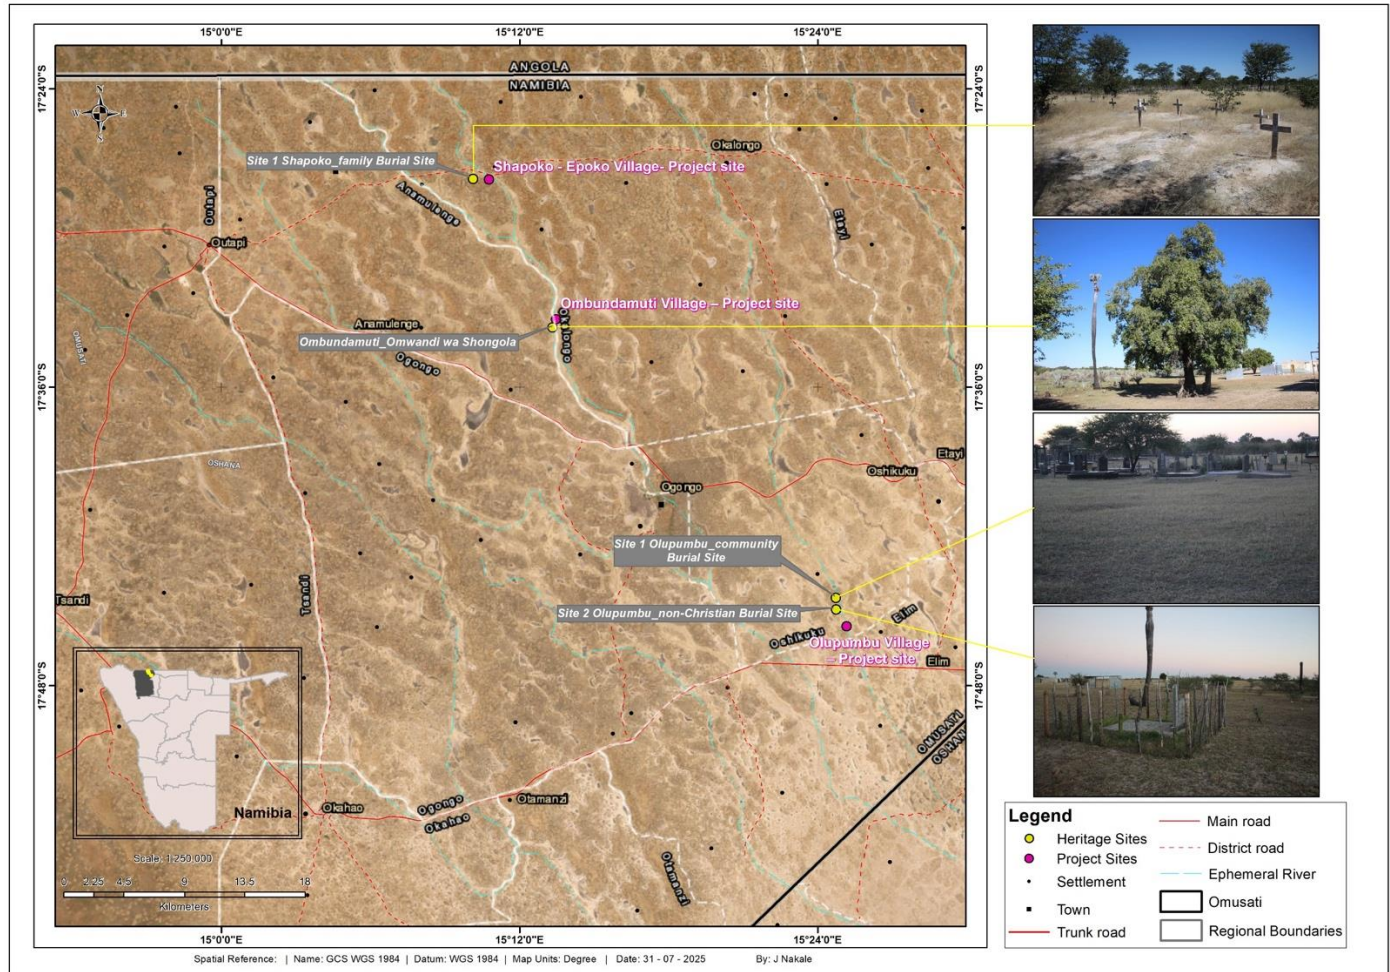 15°0'0"E
15°12'0"E
15°24'0"E
17°24'0"S
17°24'0"S
ANGOLA
NAMIBIA
N
W
E
S
Okalongo
Site 1 Shapoko_family Burial Site
Shapoko - Epoko Village- Project site
Anamulenge
Outapi
Etayi
Outapi
Ombundamuti Village – Project site
Anamulenge
Ombundamuti_Omwandi wa Shongola
Okalongo
Ogongo
OMUSATI
17°36'0"S
17°36'0"S
OSHANA
Etayi
Oshikuku
Ogongo
Site 1 Olupumbu_community
Burial Site
Tsandi
Tsandi
Site 2 Olupumbu_non-Christian Burial Site
Elim
Oshikuku
Olupumbu Village
– Project site
Elim
17°48'0"S
17°48'0"S
OMUSATI
OSHAN
Namibia
Okahao
Ogongo
Okahao
Otamanzi
Otamanzi
Scale: 1:250 000
0 2.25 4.5 9 13.5 18
Kilometers
15°0'0"E
15°12'0"E
15°24'0"E
Legend
Heritage Sites
Project Sites
Settlement
Town
Trunk road
Main road
District road
Ephemeral River
Omusati
Regional Boundaries
Spatial Reference: | Name: GCS WGS 1984 | Datum: WGS 1984 | Map Units: Degree | Date: 31 - 07 - 2025 By: J Nakale